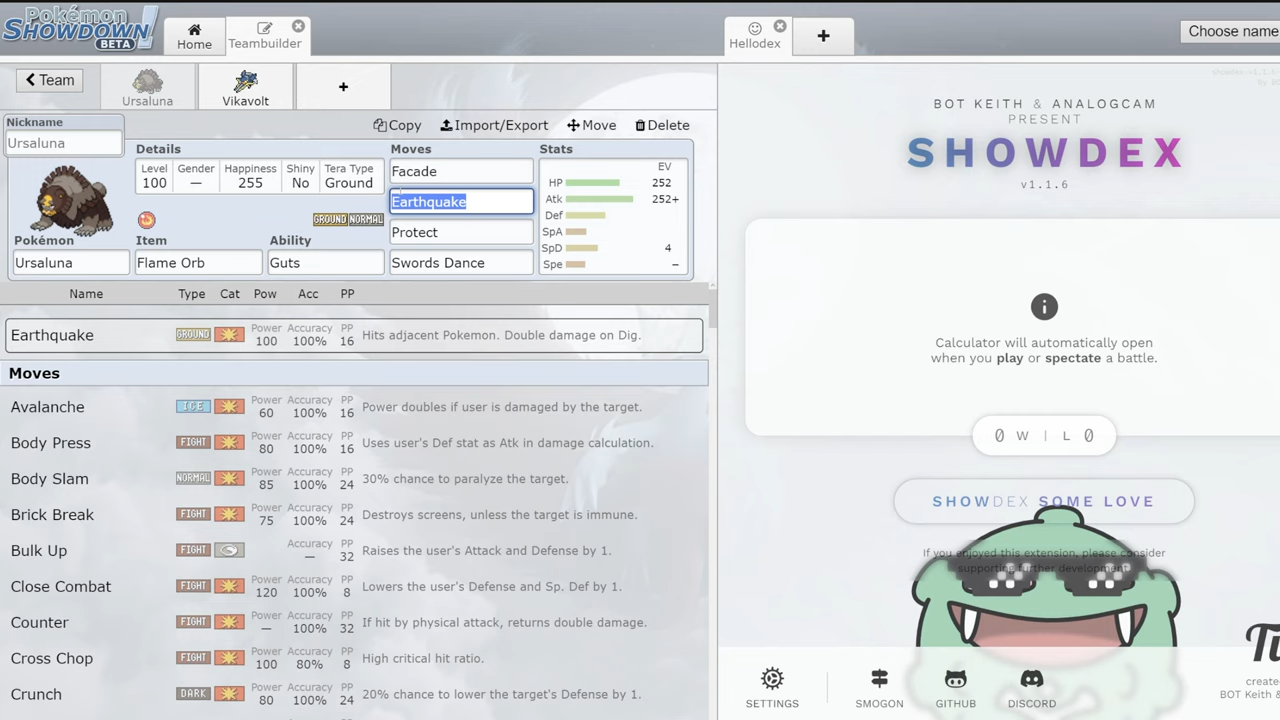 Pokémon
SHOWDOWN!
BETA
Home
Teambuilder
Hellodex
+
Choose name
Team
Ursaluna
Vikavolt
+
Nickname
Ursaluna
Copy
Import/Export
Move
Delete
Details
Level
100
Gender
—
Happiness
255
Shiny
No
Tera Type
Ground
GROUND NORMAL
Pokémon
Ursaluna
Item
Flame Orb
Ability
Guts
Moves
Facade
Earthquake
Protect
Swords Dance
Stats
EV
HP 252
Atk 252+
Def
SpA
SpD 4
Spe –
Name Type Cat Pow Acc PP
Earthquake GROUND Power 100 Accuracy 100% PP 16 Hits adjacent Pokemon. Double damage on Dig.
Moves
Avalanche ICE Power 60 Accuracy 100% PP 16 Power doubles if user is damaged by the target.
Body Press FIGHT Power 80 Accuracy 100% PP 16 Uses user's Def stat as Atk in damage calculation.
Body Slam NORMAL Power 85 Accuracy 100% PP 24 30% chance to paralyze the target.
Brick Break FIGHT Power 75 Accuracy 100% PP 24 Destroys screens, unless the target is immune.
Bulk Up FIGHT Accuracy — PP 32 Raises the user's Attack and Defense by 1.
Close Combat FIGHT Power 120 Accuracy 100% PP 8 Lowers the user's Defense and Sp. Def by 1.
Counter FIGHT Power — Accuracy 100% PP 32 If hit by physical attack, returns double damage.
Cross Chop FIGHT Power 100 Accuracy 80% PP 8 High critical hit ratio.
Crunch DARK Power 80 Accuracy 100% PP 24 20% chance to lower the target's Defense by 1.
BOT KEITH & ANALOGCAM
PRESENT
SHOWDEX
v1.1.6
Calculator will automatically open
when you play or spectate a battle.
0 W | L 0
SHOWDEX SOME LOVE
If you enjoyed this extension, please consider
supporting further development.
SETTINGS
SMOGON
GITHUB
DISCORD
BOT KEITH &